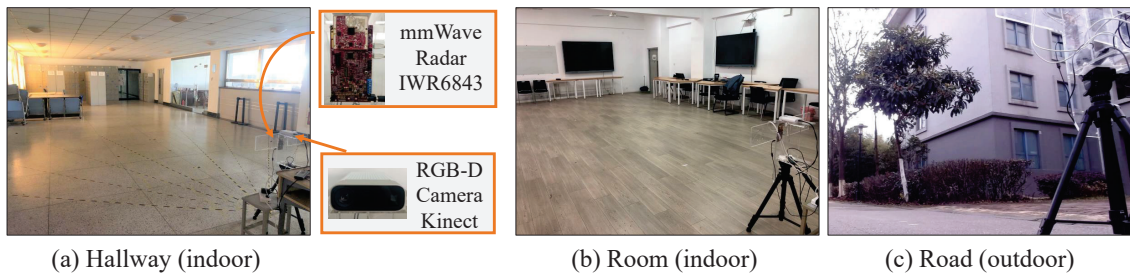 mmWave
Radar
IWR6843
RGB-D
Camera
Kinect
(a) Hallway (indoor)
(b) Room (indoor)
(c) Road (outdoor)